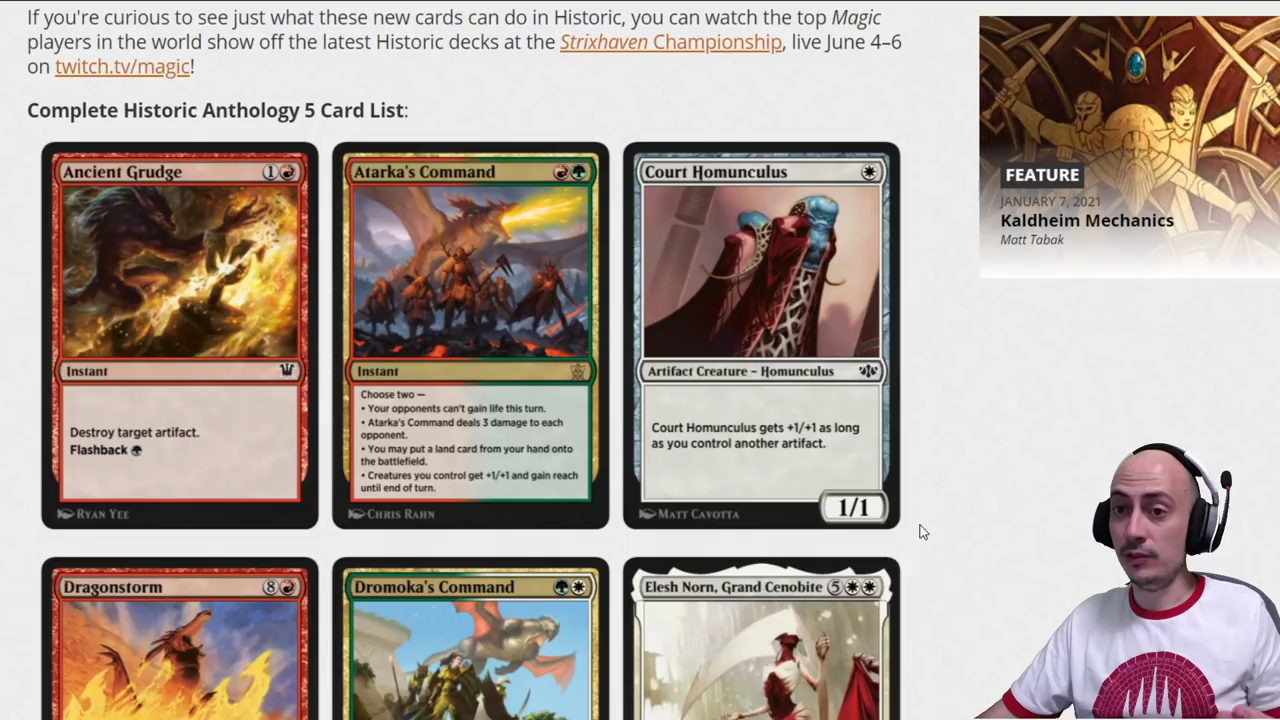 If you're curious to see just what these new cards can do in Historic, you can watch the top Magic
players in the world show off the latest Historic decks at the Strixhaven Championship, live June 4–6
on twitch.tv/magic!
Complete Historic Anthology 5 Card List:
Ancient Grudge 1
Instant
Destroy target artifact.
Flashback
RYAN YEE
Atarka's Command
Instant
Choose two —
• Your opponents can't gain life this turn.
• Atarka's Command deals 3 damage to each
opponent.
• You may put a land card from your hand onto
the battlefield.
• Creatures you control get +1/+1 and gain reach
until end of turn.
CHRIS RAHN
Court Homunculus
Artifact Creature – Homunculus
Court Homunculus gets +1/+1 as long
as you control another artifact.
1/1
MATT CAVOTTA
Dragonstorm 8
Dromoka's Command
Elesh Norn, Grand Cenobite 5
FEATURE
JANUARY 7, 2021
Kaldheim Mechanics
Matt Tabak